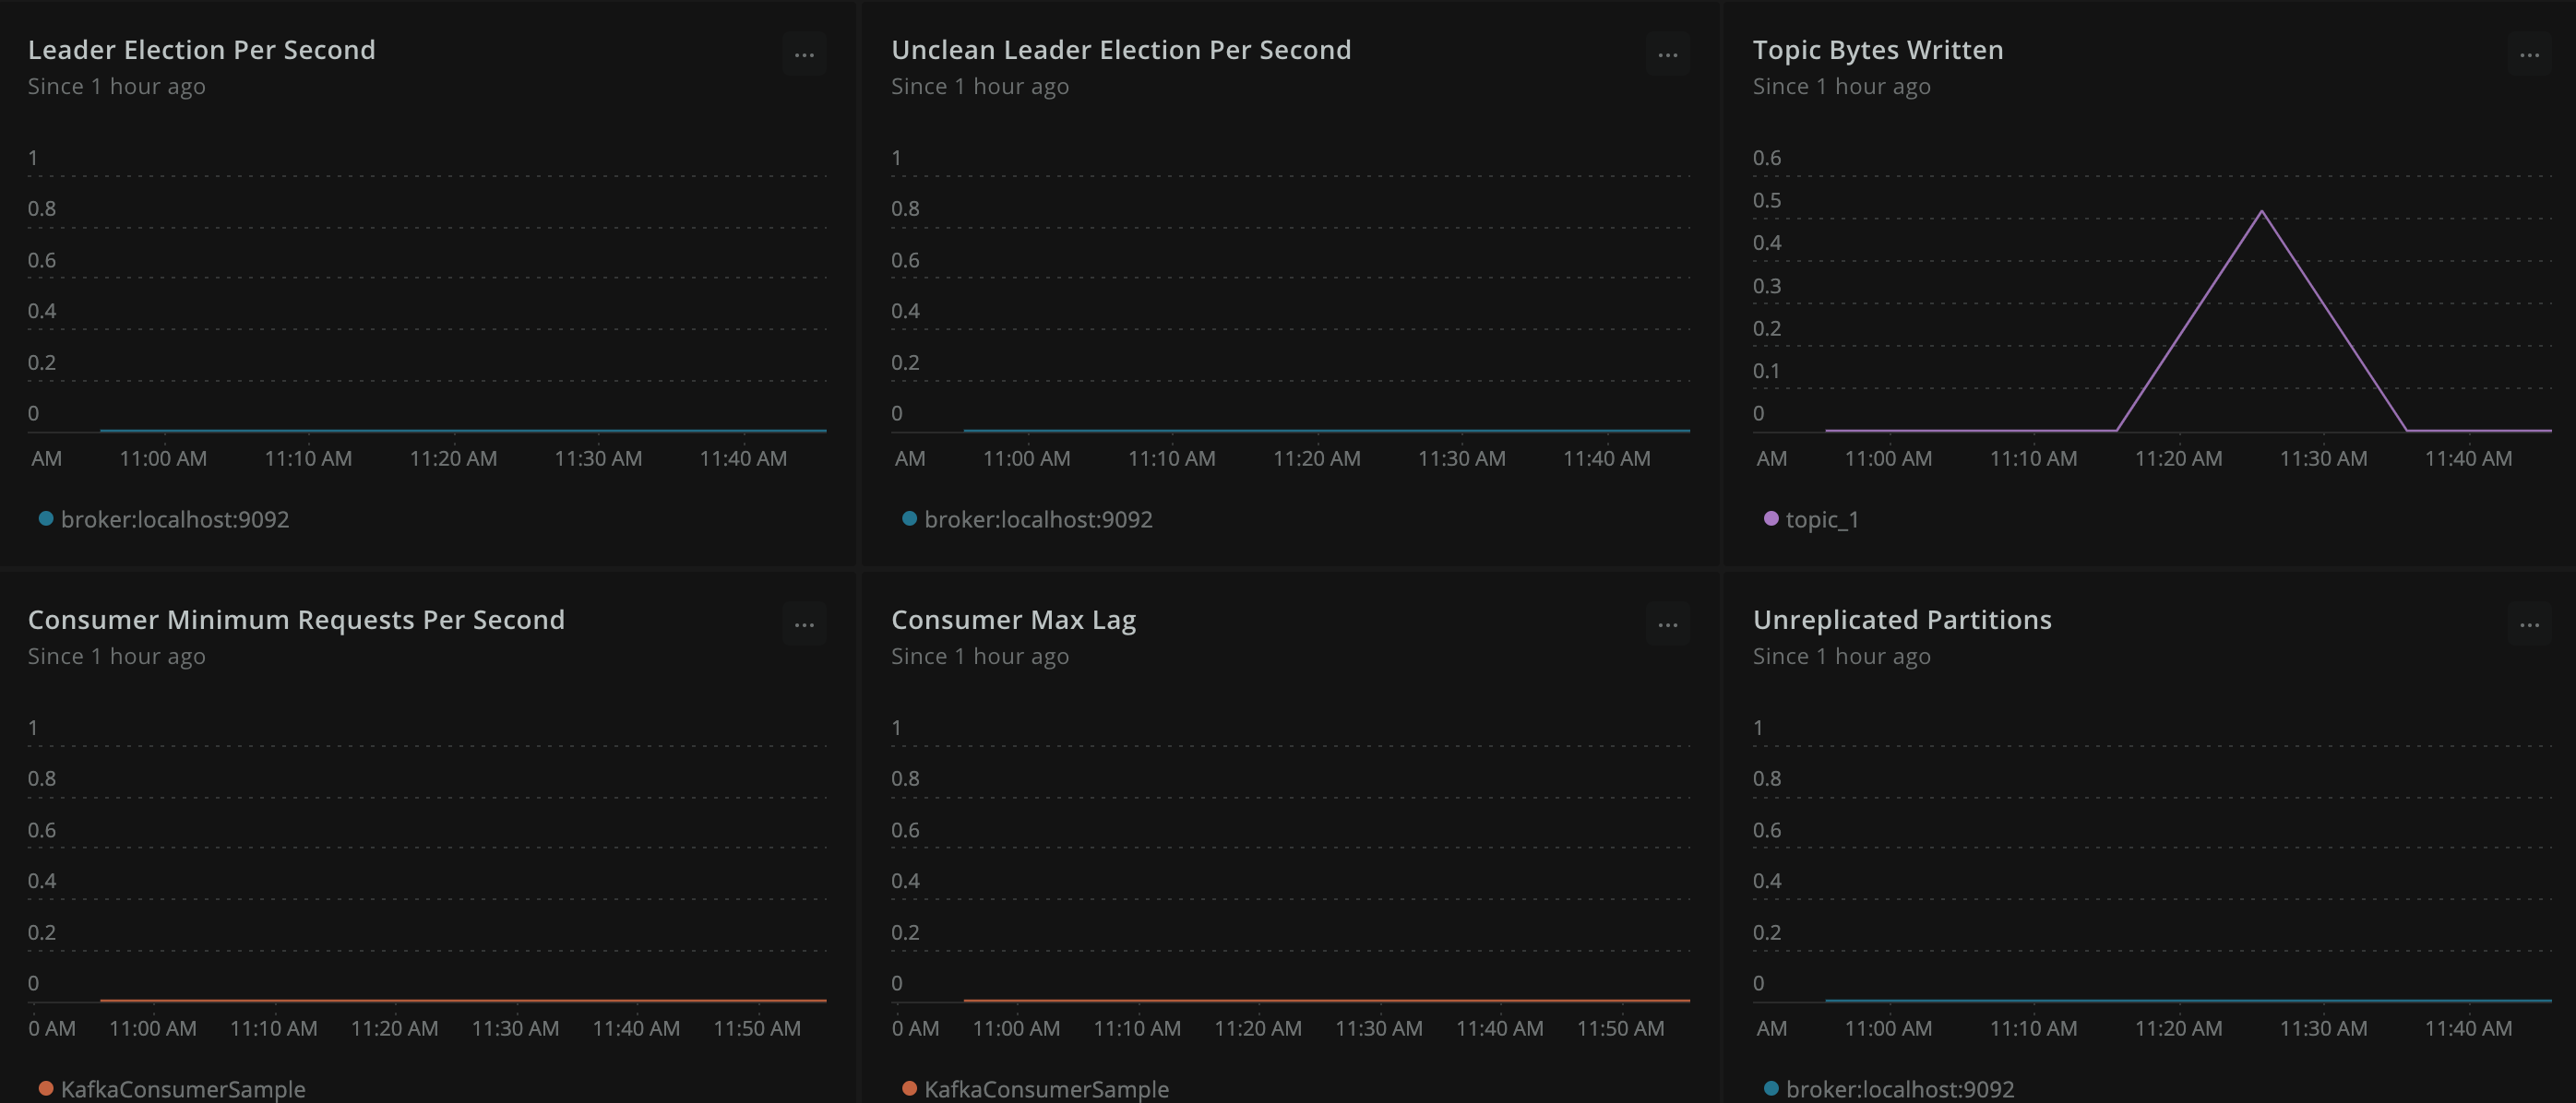 Leader Election Per Second
...
Since 1 hour ago
1
0.8
0.6
0.4
0.2
0
AM 11:00 AM 11:10 AM 11:20 AM 11:30 AM 11:40 AM
broker:localhost:9092
Unclean Leader Election Per Second
...
Since 1 hour ago
1
0.8
0.6
0.4
0.2
0
AM 11:00 AM 11:10 AM 11:20 AM 11:30 AM 11:40 AM
broker:localhost:9092
Topic Bytes Written
...
Since 1 hour ago
0.6
0.5
0.4
0.3
0.2
0.1
0
AM 11:00 AM 11:10 AM 11:20 AM 11:30 AM 11:40 AM
topic_1
Consumer Minimum Requests Per Second
...
Since 1 hour ago
1
0.8
0.6
0.4
0.2
0
0 AM 11:00 AM 11:10 AM 11:20 AM 11:30 AM 11:40 AM 11:50 AM
KafkaConsumerSample
Consumer Max Lag
...
Since 1 hour ago
1
0.8
0.6
0.4
0.2
0
0 AM 11:00 AM 11:10 AM 11:20 AM 11:30 AM 11:40 AM 11:50 AM
KafkaConsumerSample
Unreplicated Partitions
...
Since 1 hour ago
1
0.8
0.6
0.4
0.2
0
AM 11:00 AM 11:10 AM 11:20 AM 11:30 AM 11:40 AM
broker:localhost:9092